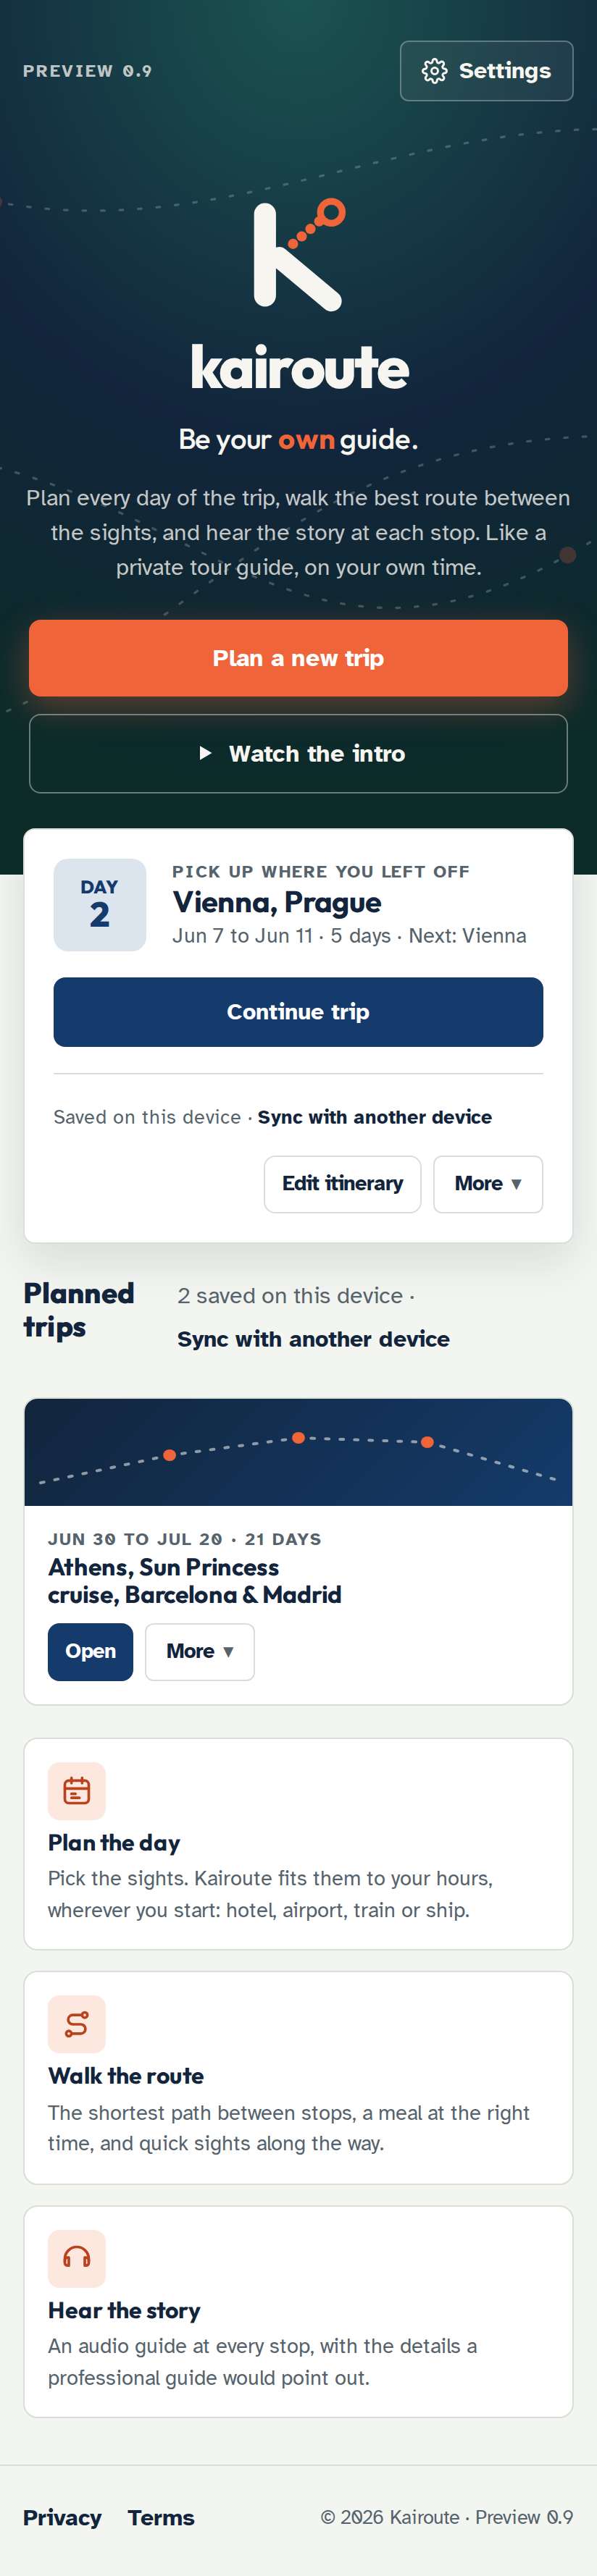 PREVIEW 0.9
Settings
kairoute
Be your own guide.
Plan every day of the trip, walk the best route between
the sights, and hear the story at each stop. Like a
private tour guide, on your own time.
Plan a new trip
Watch the intro
DAY
2
PICK UP WHERE YOU LEFT OFF
Vienna, Prague
Jun 7 to Jun 11 · 5 days · Next: Vienna
Continue trip
Saved on this device · Sync with another device
Edit itinerary
More ▾
Planned
trips
2 saved on this device ·
Sync with another device
JUN 30 TO JUL 20 · 21 DAYS
Athens, Sun Princess
cruise, Barcelona & Madrid
Open
More ▾
Plan the day
Pick the sights. Kairoute fits them to your hours,
wherever you start: hotel, airport, train or ship.
Walk the route
The shortest path between stops, a meal at the right
time, and quick sights along the way.
Hear the story
An audio guide at every stop, with the details a
professional guide would point out.
Privacy
Terms
© 2026 Kairoute · Preview 0.9